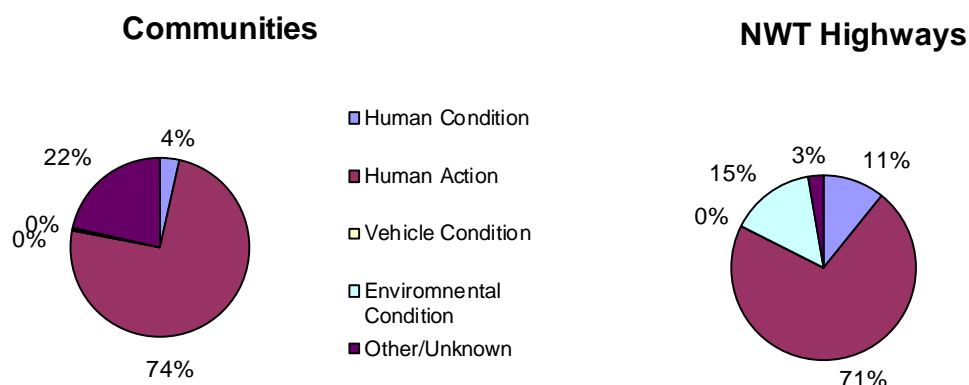 Communities
4%
22%
0%
0%
74%
Human Condition
Human Action
Vehicle Condition
Enviromnental
Condition
Other/Unknown
NWT Highways
3%
11%
15%
0%
71%